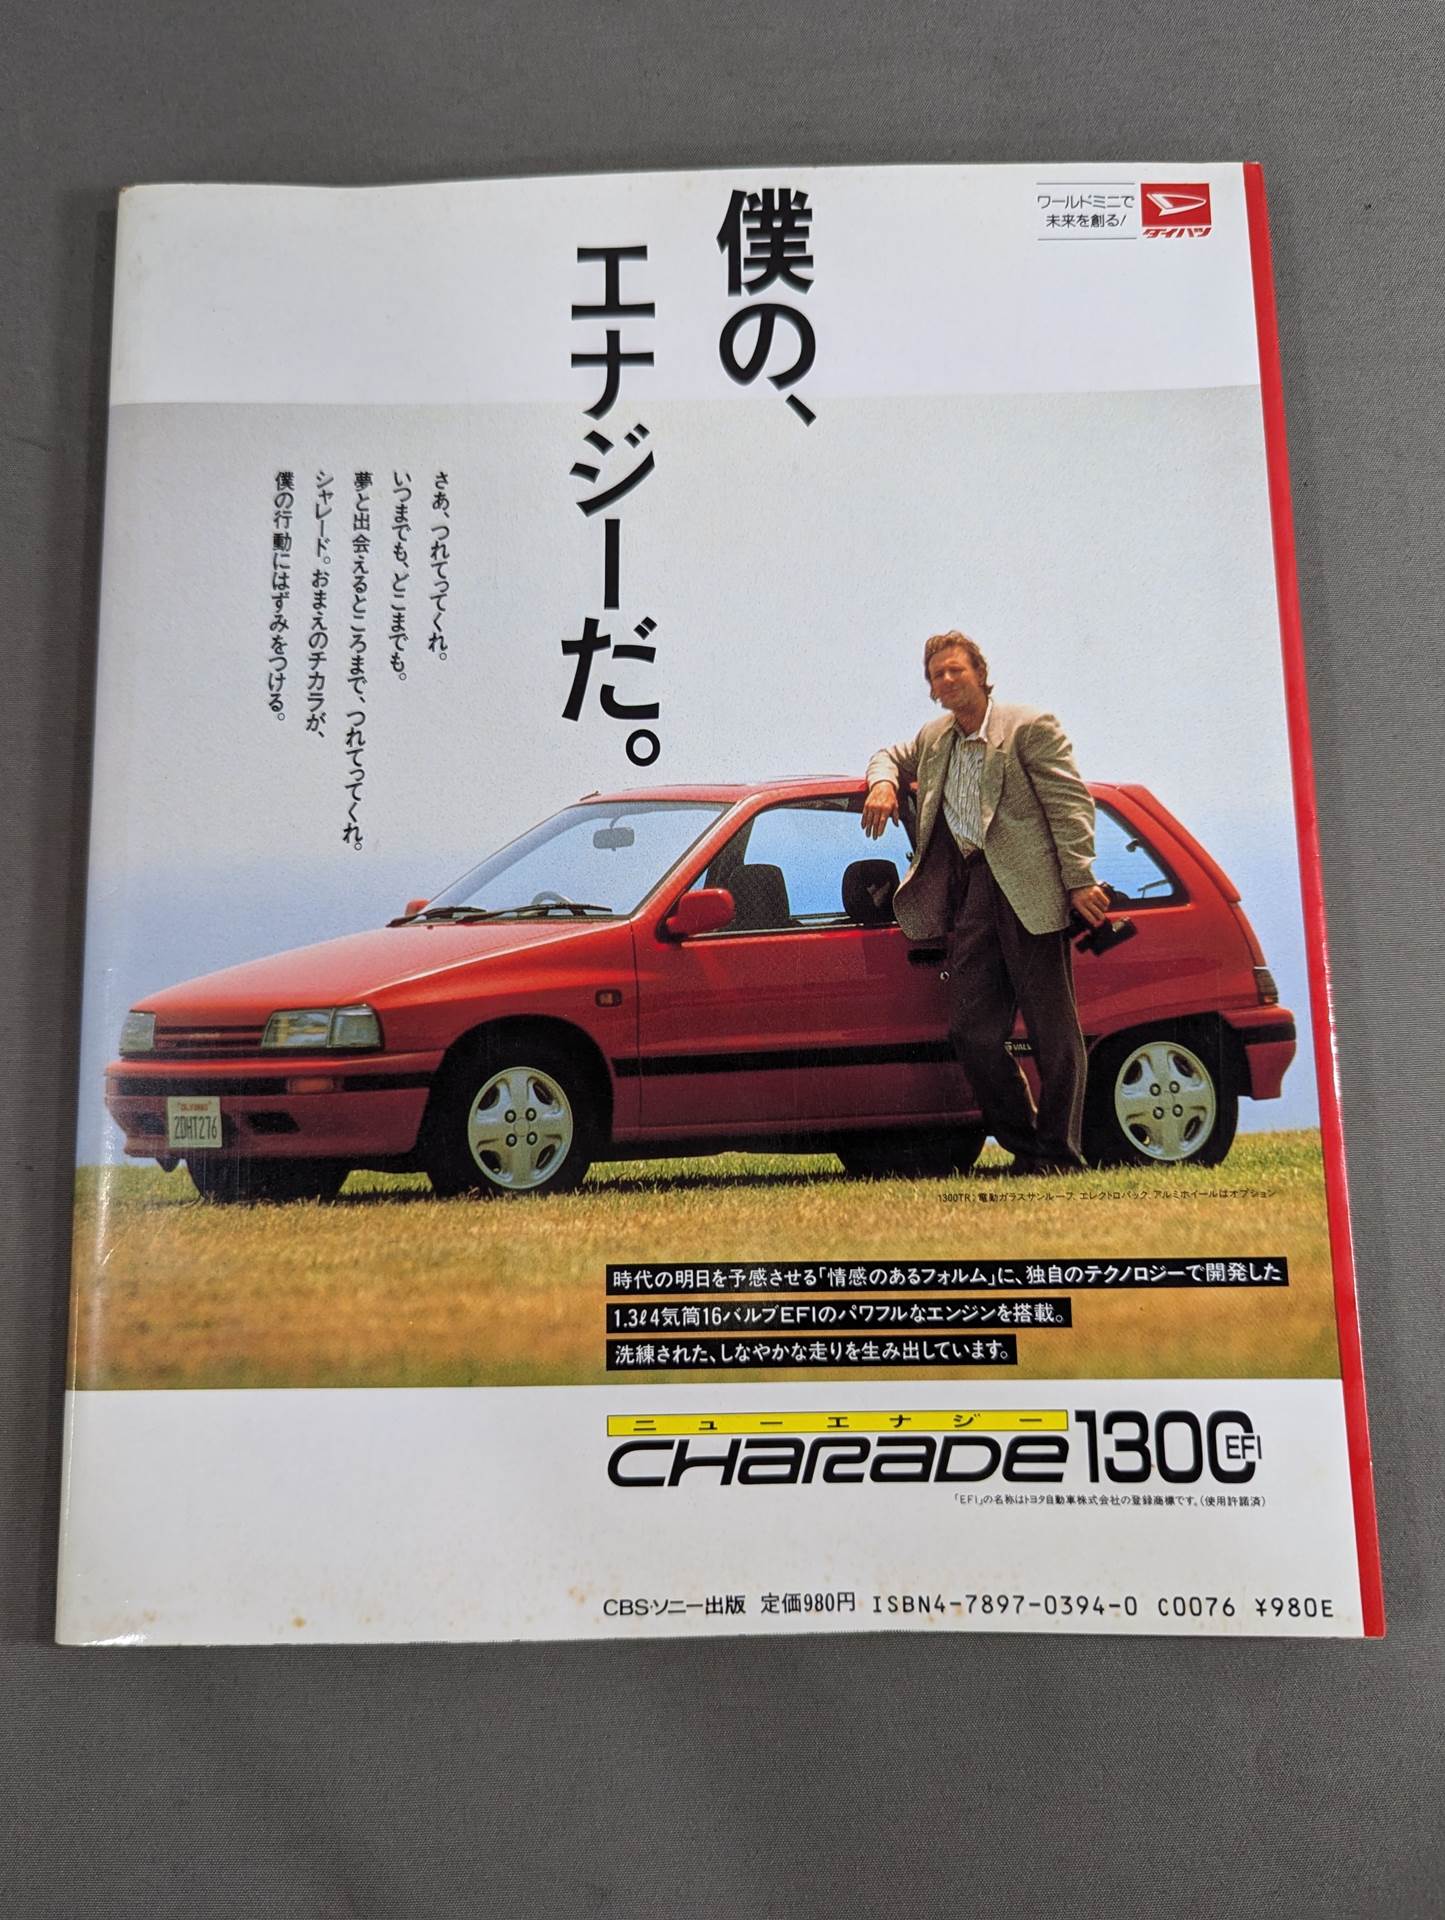 ワールドミニで
未来を創る!
ダイハツ
僕の、
エナジーだ。
さあ、つれてってくれ。
いつまでも、どこまでも。
夢と出会えるところまで、つれてってくれ。
シャレード。おまえのチカラが、
僕の行動にはずみをつける。
2DHT276
1300TR:電動ガラスサンルーフ、エレクトロパック、アルミホイールはオプション
時代の明日を予感させる「情感のあるフォルム」に、独自のテクノロジーで開発した
1.3ℓ4気筒16バルブEFIのパワフルなエンジンを搭載。
洗練された、しなやかな走りを生み出しています。
ニューエナジー
CHARADE 1300 EFI
「EFI」の名称はトヨタ自動車株式会社の登録商標です。(使用許諾済)
CBS・ソニー出版 定価980円 ISBN4-7897-0394-0 C0076 ¥980E